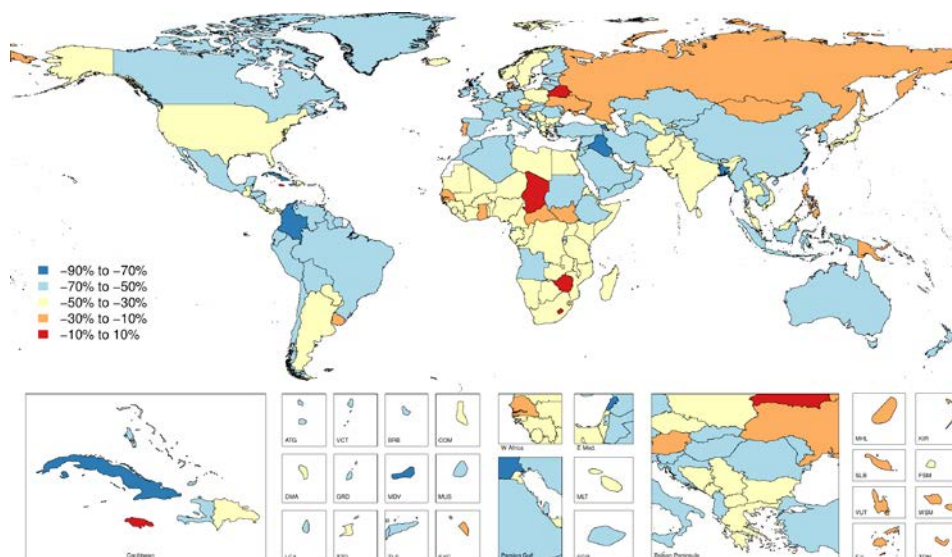 −90% to −70%
−70% to −50%
−50% to −30%
−30% to −10%
−10% to 10%
ATG
VCT
BRB
COM
W Africa
E Med.
MHL
KIR
DMA
GRD
MDV
MUS
MLT
SLB
FSM
VUT
WSM
Caribbean
Persian Gulf
Balkan Peninsula